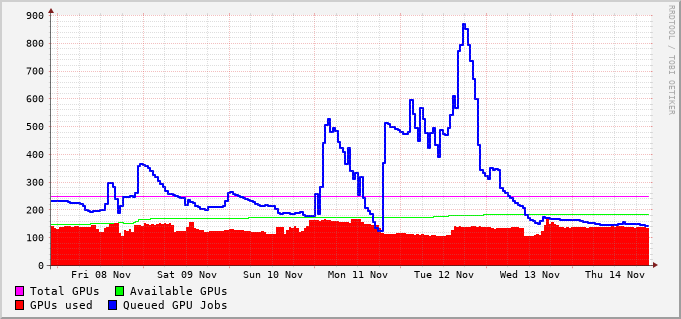 900
800
700
600
500
400
300
200
100
0
Fri 08 Nov Sat 09 Nov Sun 10 Nov Mon 11 Nov Tue 12 Nov Wed 13 Nov Thu 14 Nov
Total GPUs Available GPUs
GPUs used Queued GPU Jobs
RRDTOOL / TOBI OETIKER